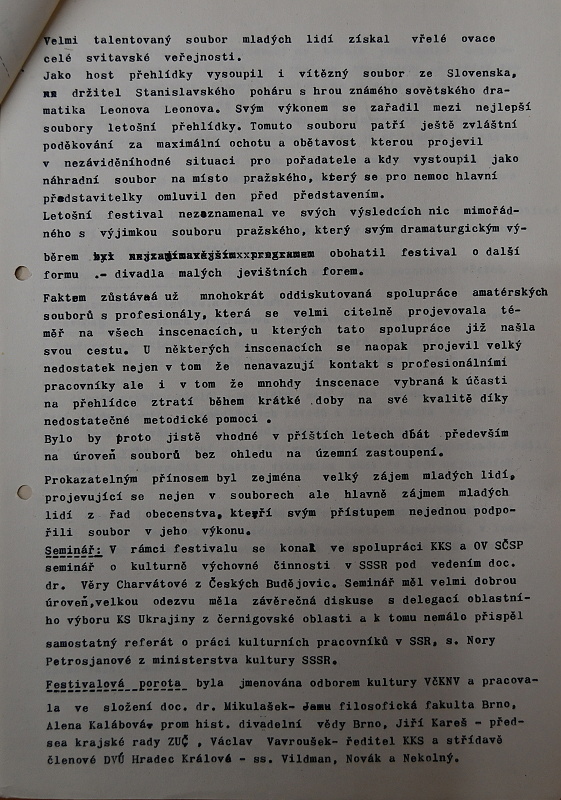 Velmi talentovaný soubor mladých lidí získal vřelé ovace
celé svitavské veřejnosti.
Jako host přehlídky vysoupil i vítězný soubor ze Slovenska,
držitel Stanislavského poháru s hrou známého sovětského dra-
matika Leonova Leonova. Svým výkonem se zařadil mezi nejlepší
soubory letošní přehlídky. Tomuto souboru patří ještě zvláštní
poděkování za maximální ochotu a obětavost kterou projevil
v nezáviděníhodné situaci pro pořadatele a kdy vystoupil jako
náhradní soubor na místo pražského, který se pro nemoc hlavní
představitelky omluvil den před představením.
Letošní festival nezaznamenal ve svých výsledcích nic mimořád-
ného s výjimkou souboru pražského, který svým dramaturgickým vý-
běrem byl nejzajímavějším programem obohatil festival o další
formu .- divadla malých jevištních forem.
Faktem zůstává už mnohokrát oddiskutovaná spolupráce amatérských
souborů s profesionály, která se velmi citelně projevovala té-
měř na všech inscenacích, u kterých tato spolupráce již našla
svou cestu. U některých inscenacích se naopak projevil velký
nedostatek nejen v tom že nenavazují kontakt s profesionálními
pracovníky ale i v tom že mnohdy inscenace vybraná k účasti
na přehlídce ztratí během krátké doby na své kvalitě díky
nedostatečné metodické pomoci .
Bylo by proto jistě vhodné v příštích letech dbát především
na úroveň souborů bez ohledu na územní zastoupení.
Prokazatelným přínosem byl zejména velký zájem mladých lidí,
projevující se nejen v souborech ale hlavně zájmem mladých
lidí z řad obecenstva, kteří svým přístupem nejednou podpo-
řili soubor v jeho výkonu.
Seminář: V rámci festivalu se konal ve spolupráci KKS a OV SČSP
seminář o kulturně výchovné činnosti v SSSR pod vedením doc.
dr. Věry Charvátové z Českých Budějovic. Seminář měl velmi dobrou
úroveň,velkou odezvu měla závěrečná diskuse s delegací oblastní-
ho výboru KS Ukrajiny z černigovské oblasti a k tomu nemálo přispěl
samostatný referát o práci kulturních pracovníků v SSR, s. Nory
Petrosjanové z ministerstva kultury SSSR.
Festivalová porota byla jmenována odborem kultury VčKNV a pracova-
la ve složení doc. dr. Mikulašek- Jamu filosofická fakulta Brno,
Alena Kalábová, prom hist. divadelní vědy Brno, Jiří Kareš - před-
sea krajské rady ZUČ , Václav Vavroušek- ředitel KKS a střídavě
členové DVÚ Hradec Králové - ss. Vildman, Novák a Nekolný.